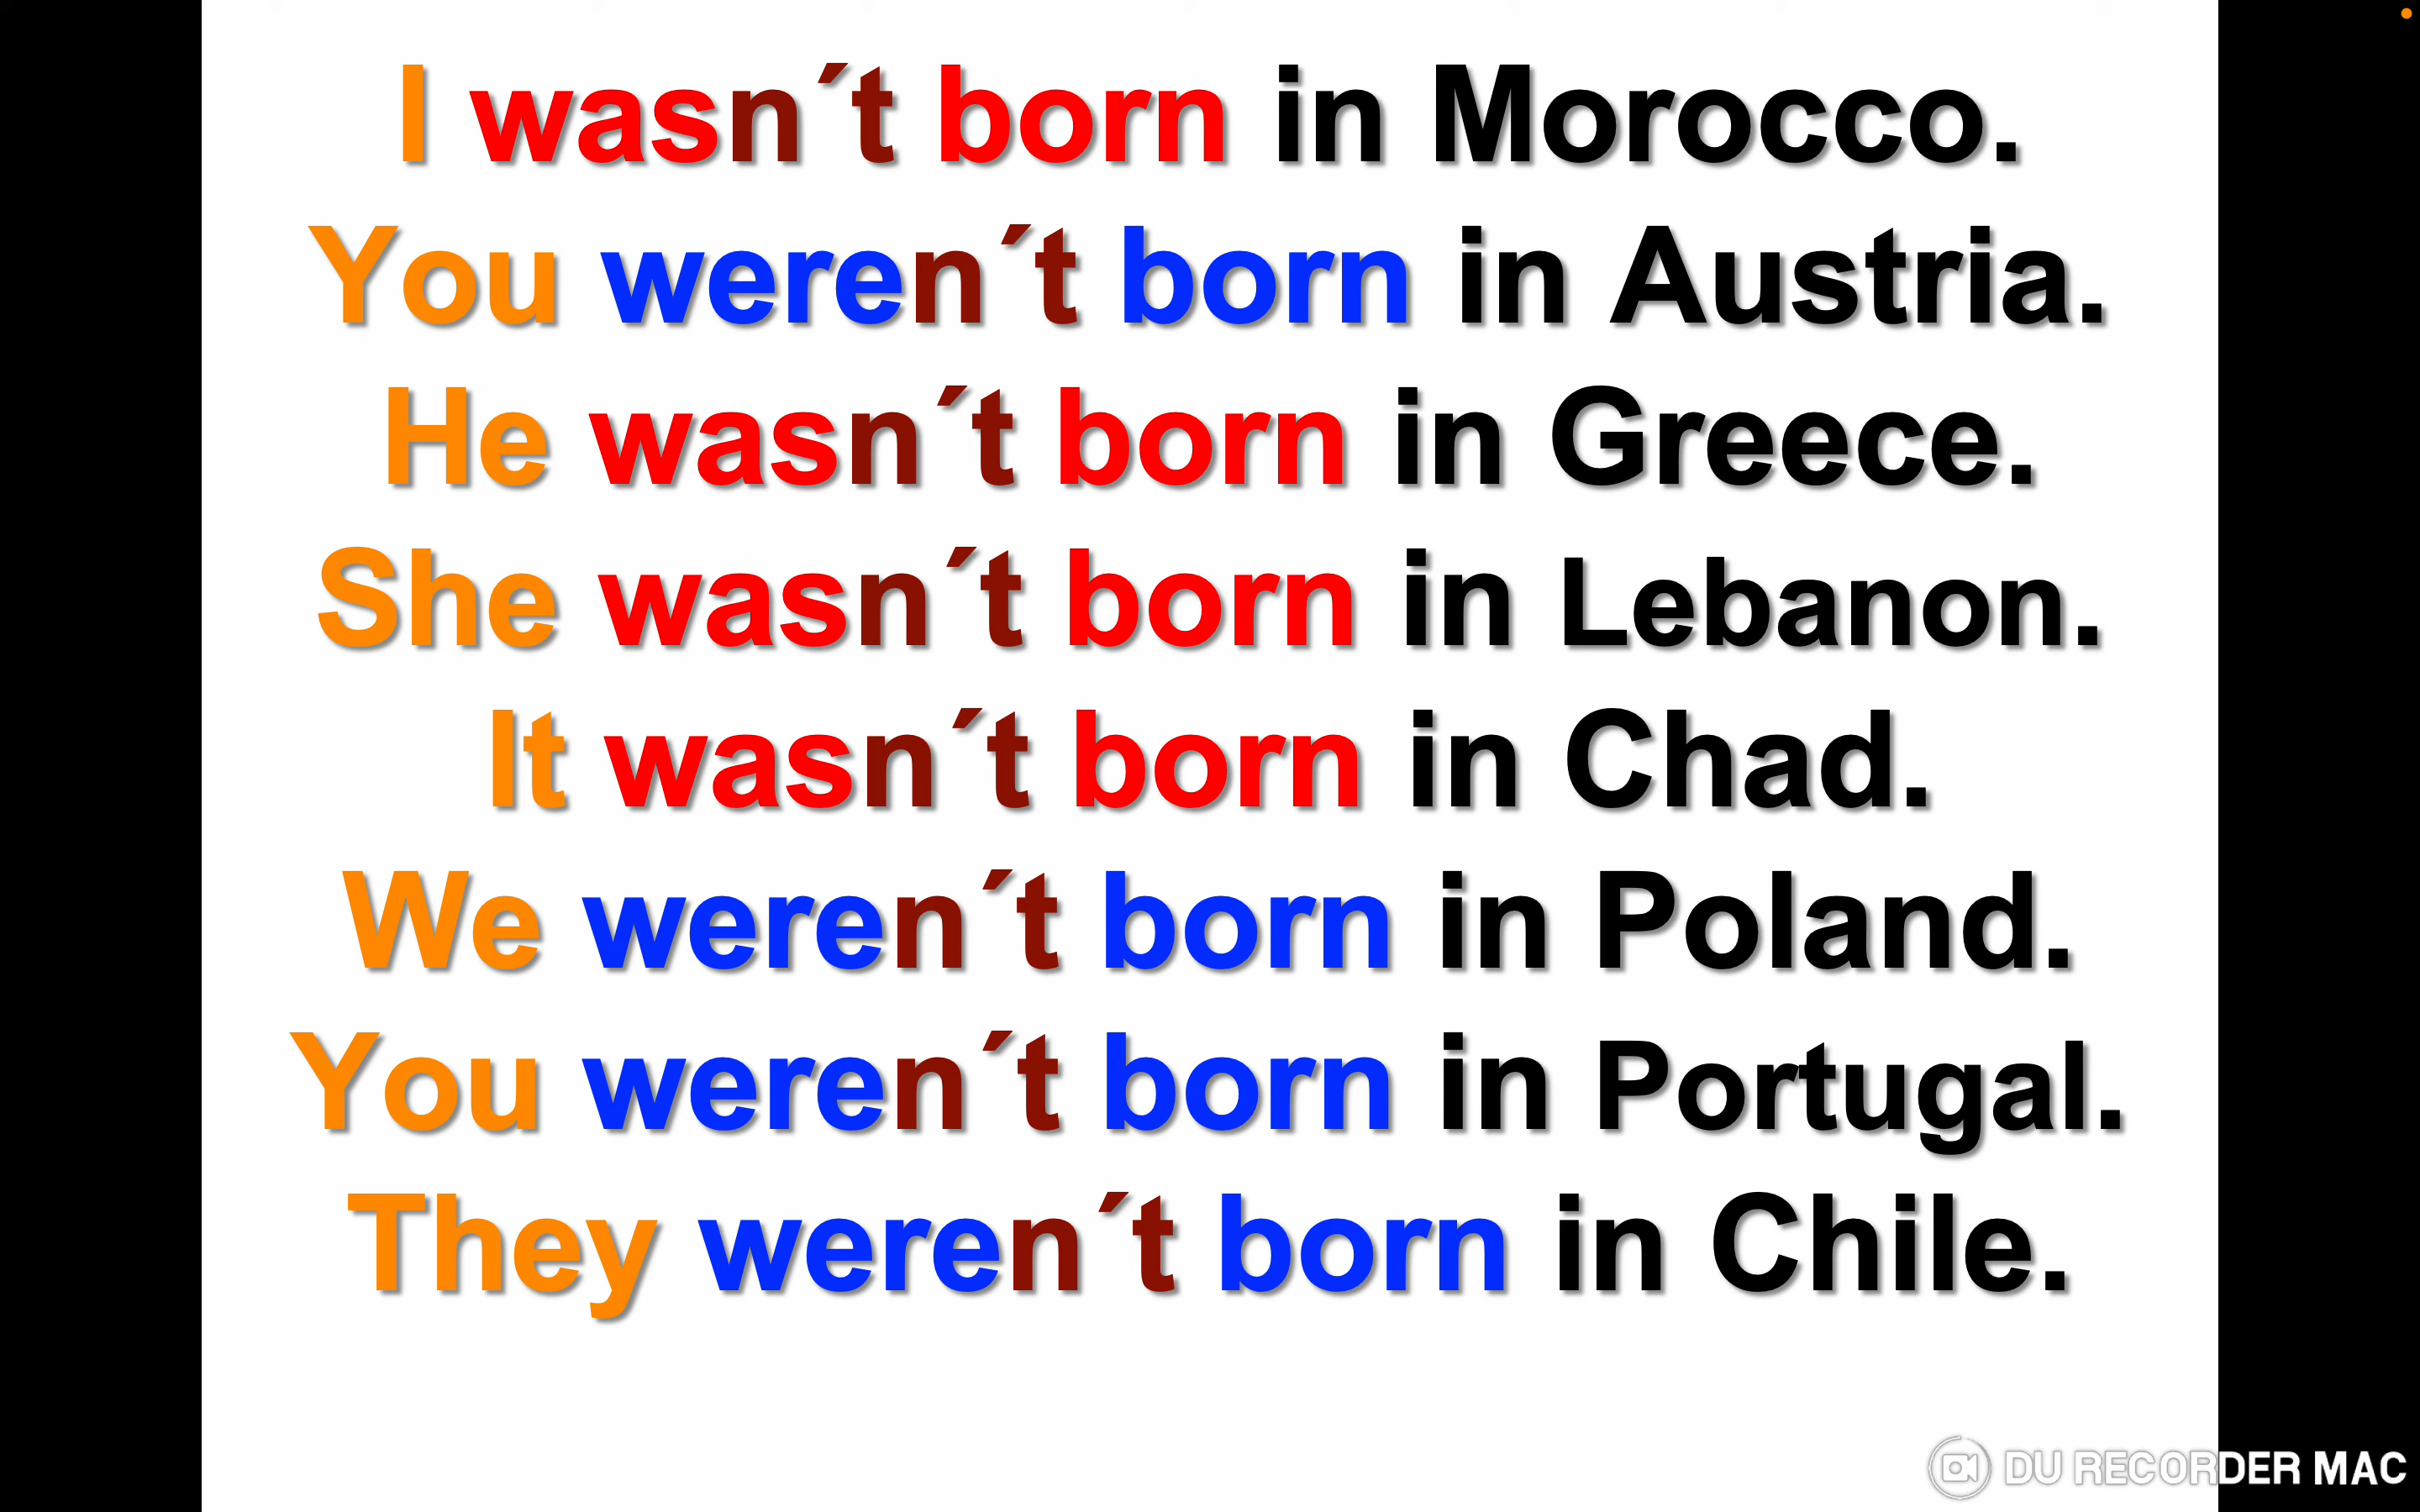 I wasn´t born in Morocco.
You weren´t born in Austria.
He wasn´t born in Greece.
She wasn´t born in Lebanon.
It wasn´t born in Chad.
We weren´t born in Poland.
You weren´t born in Portugal.
They weren´t born in Chile.
DU RECORDER MAC